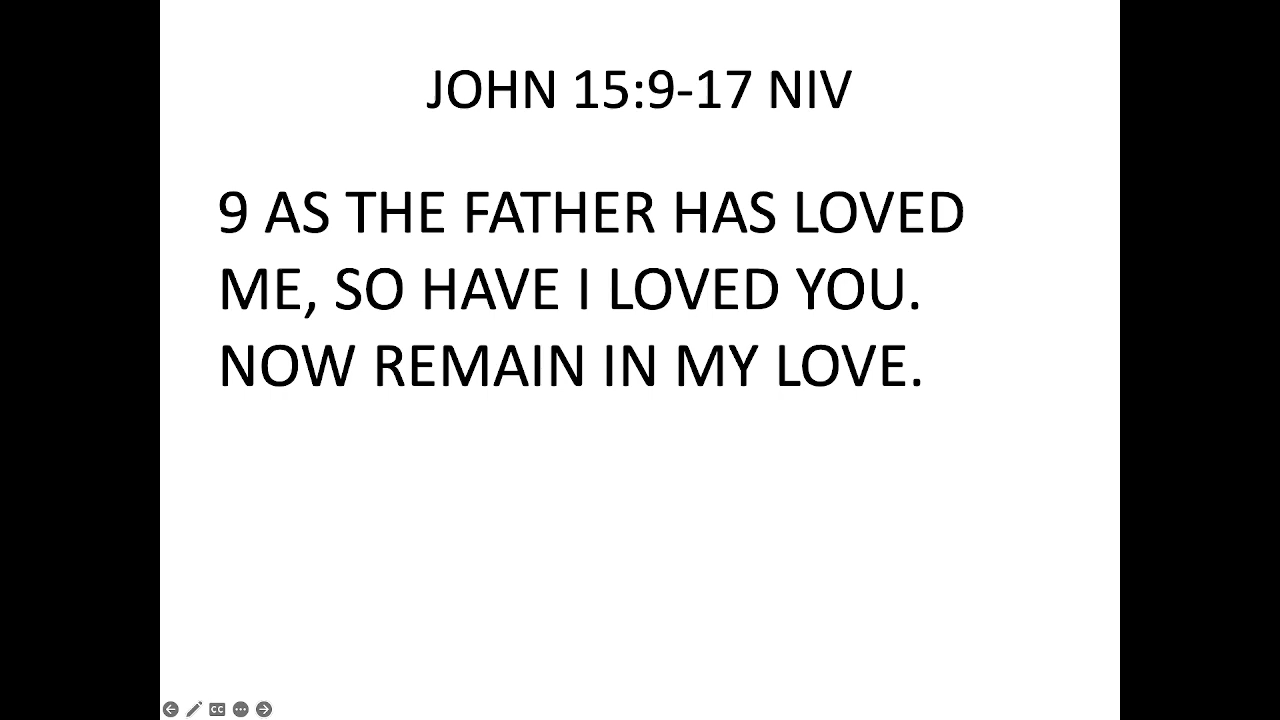 JOHN 15:9-17 NIV
9 AS THE FATHER HAS LOVED
ME, SO HAVE I LOVED YOU.
NOW REMAIN IN MY LOVE.
CC